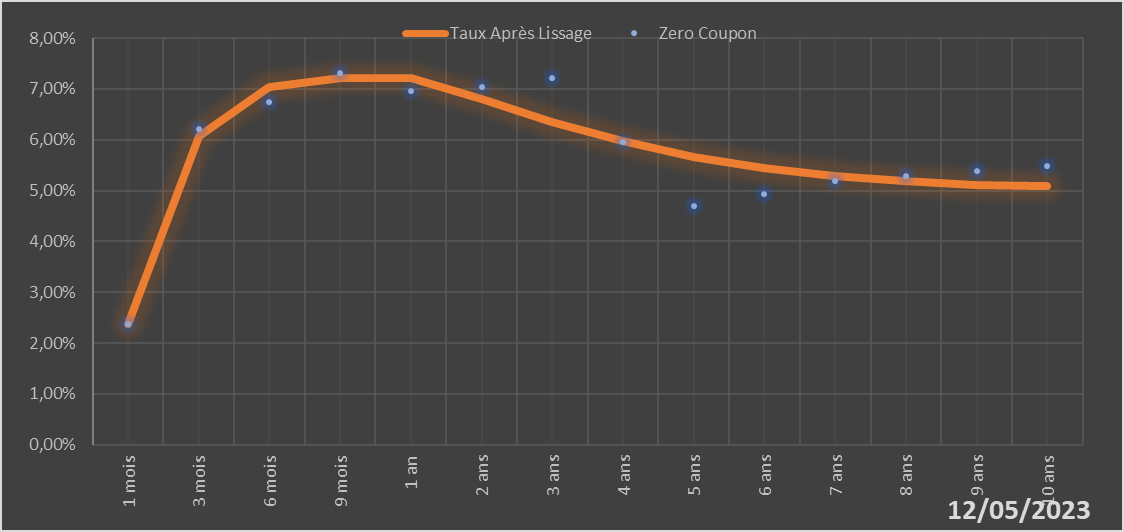 Taux Après Lissage
Zero Coupon
8,00%
7,00%
6,00%
5,00%
4,00%
3,00%
2,00%
1,00%
0,00%
1 mois
3 mois
6 mois
9 mois
1 an
2 ans
3 ans
4 ans
5 ans
6 ans
7 ans
8 ans
9 ans
10 ans
12/05/2023